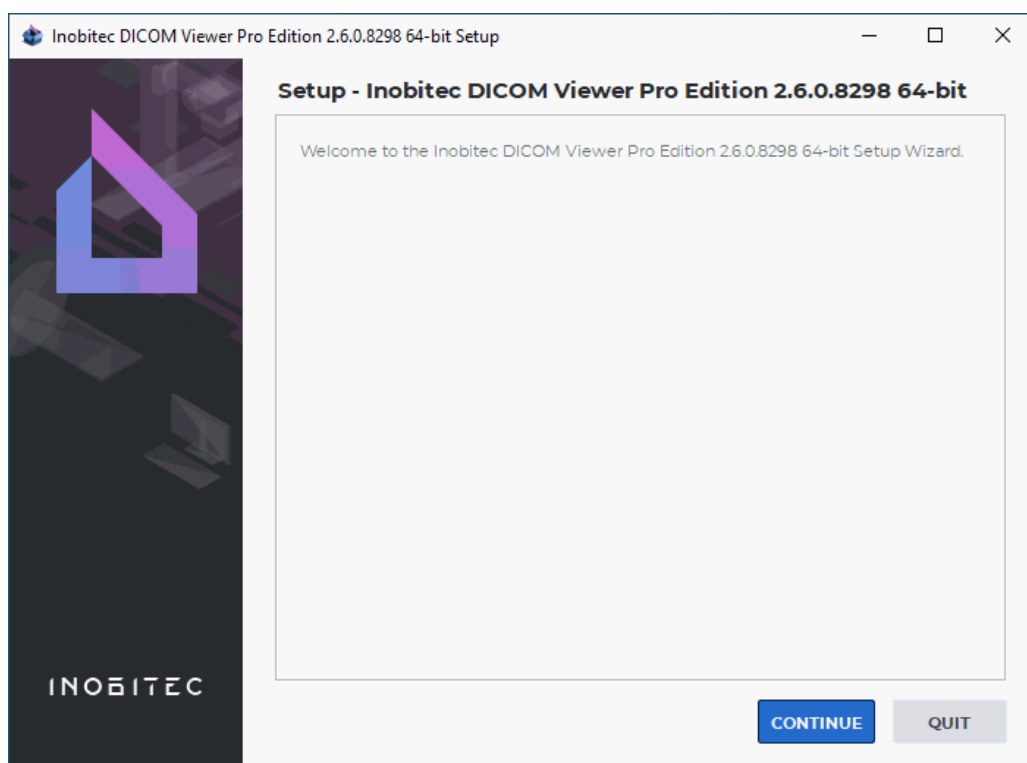 Inobitec DICOM Viewer Pro Edition 2.6.0.8298 64-bit Setup
Setup - Inobitec DICOM Viewer Pro Edition 2.6.0.8298 64-bit
Welcome to the Inobitec DICOM Viewer Pro Edition 2.6.0.8298 64-bit Setup Wizard.
INOBITEC
CONTINUE QUIT